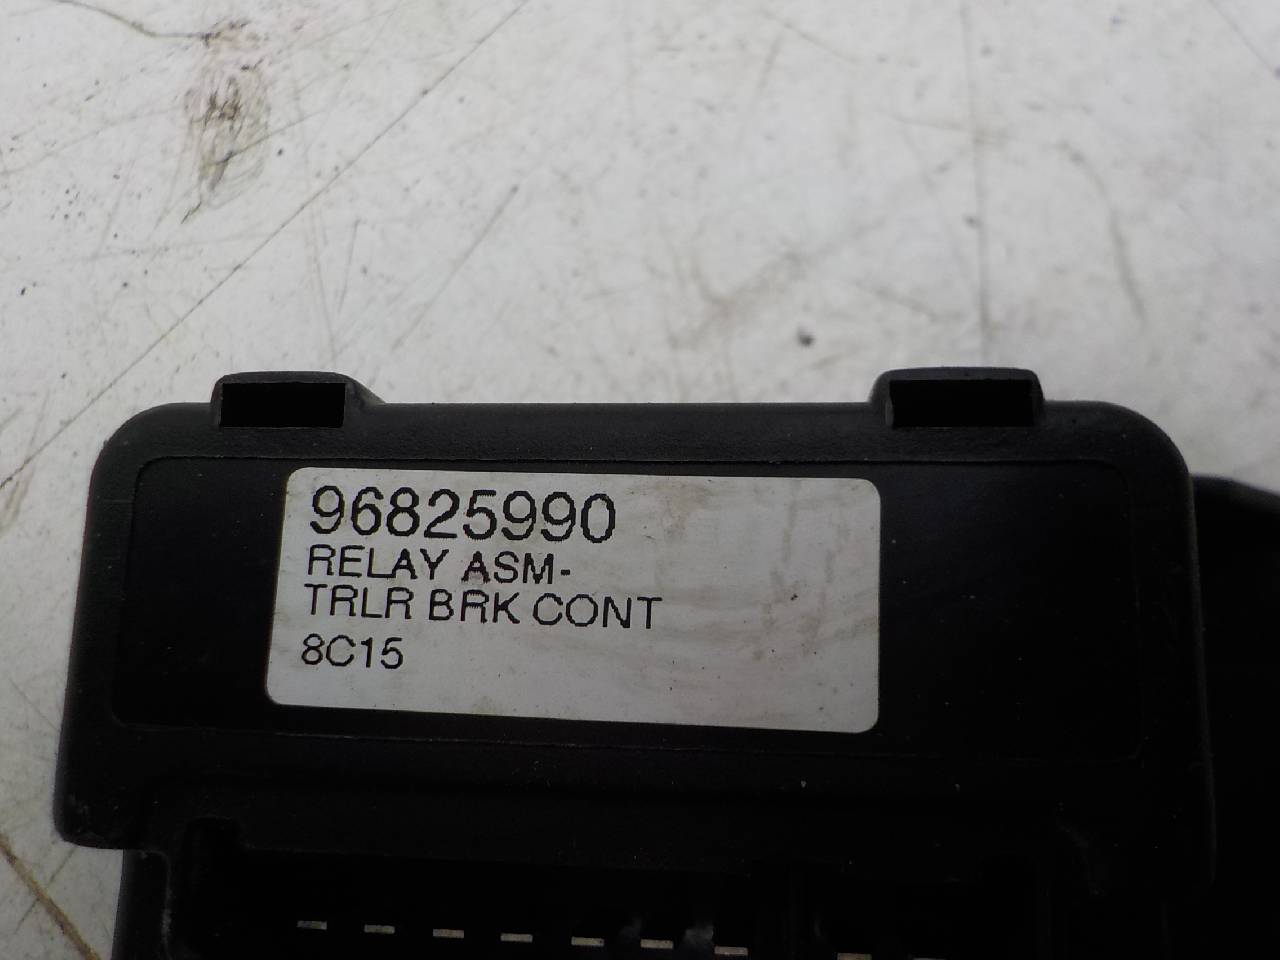 96825990
RELAY ASM-
TRLR BRK CONT
8C15